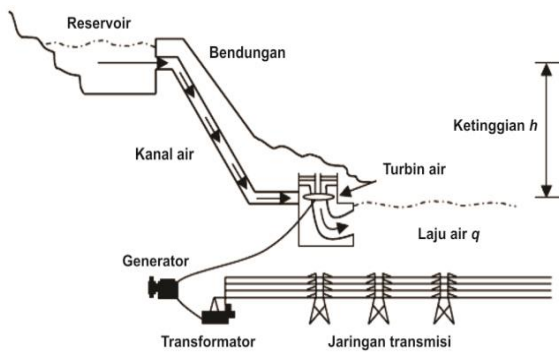 Reservoir
Bendungan
Ketinggian h
Kanal air
Turbin air
Laju air q
Generator
Transformator
Jaringan transmisi